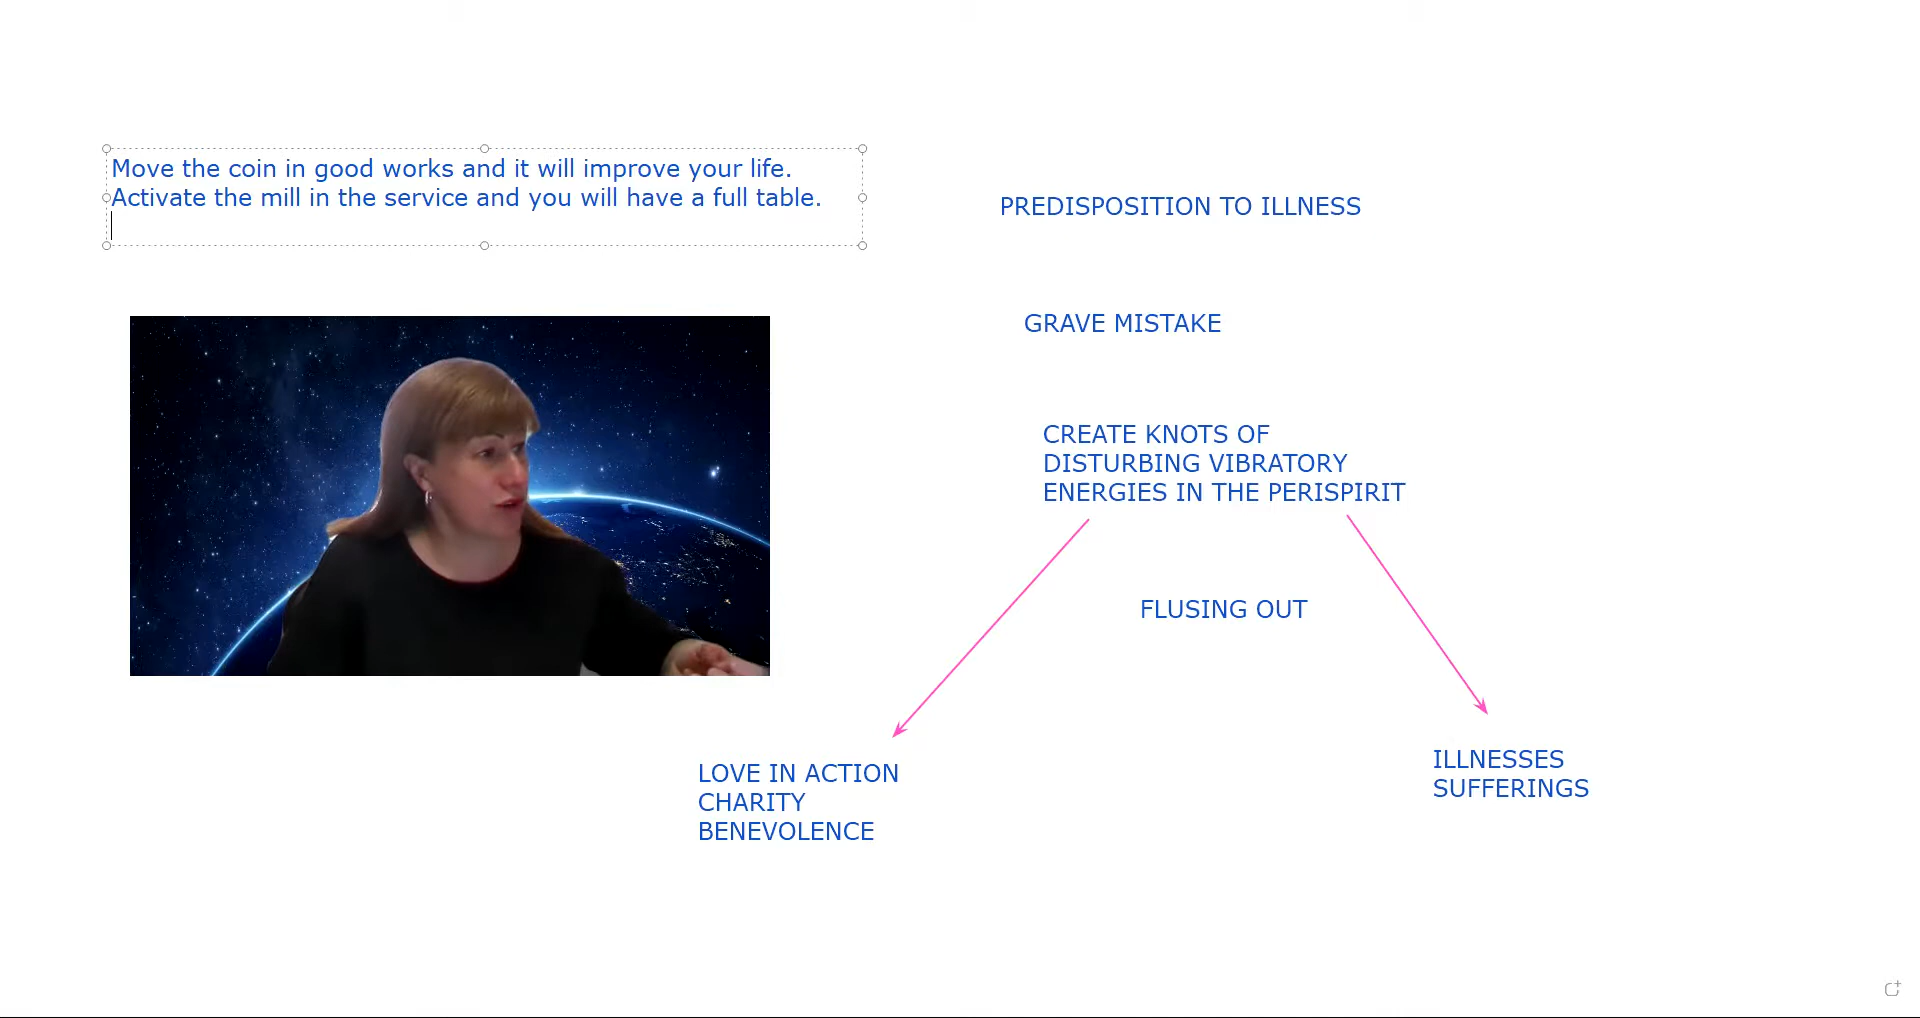 Move the coin in good works and it will improve your life.
Activate the mill in the service and you will have a full table.
PREDISPOSITION TO ILLNESS
GRAVE MISTAKE
CREATE KNOTS OF
DISTURBING VIBRATORY
ENERGIES IN THE PERISPIRIT
FLUSING OUT
LOVE IN ACTION
CHARITY
BENEVOLENCE
ILLNESSES
SUFFERINGS